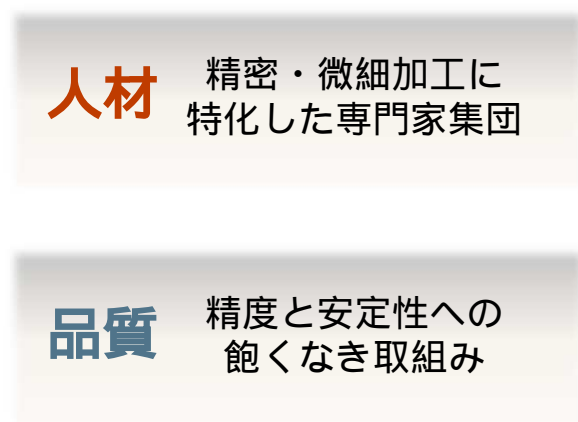 人材
精密・微細加工に
特化した専門家集団
品質
精度と安定性への
飽くなき取組み